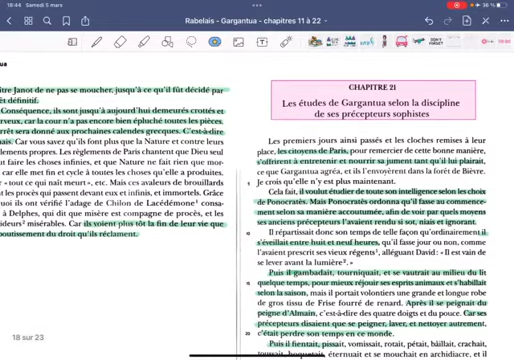 18:44 Samedi 5 mars
36 %
Rabelais - Gargantua - chapitres 11 à 22
DON'T
FORGET
ître Janot de ne pas se moucher, jusqu'à ce qu'il fût décidé par
êt définitif.
Conséquence, ils sont jusqu'à aujourd'hui demeurés crottés et
rveux, car la cour n'a pas encore bien épluché toutes les pièces.
rrêt sera donné aux prochaines calendes grecques. C'est-à-dire
mais. Car vous savez qu'ils font plus que la Nature et contre leurs
lements propres. Les règlements de Paris chantent que Dieu seul
ut faire les choses infinies, et que Nature ne fait rien que mor-
car elle met fin et cycle à toutes les choses qu'elle a produites.
r « tout ce qui naît meurt », etc. Mais ces avaleurs de brouillards
nt les procès qui passent devant eux et infinis, et immortels. Grâce
uoi ils ont vérifié l'adage de Chilon de Lacédémone consa-
à Delphes, qui dit que misère est compagne de procès, et les
ideurs misérables. Car ils voient plus tôt la fin de leur vie que
boutissement du droit qu'ils réclament.
18 sur 23
CHAPITRE 21
Les études de Gargantua selon la discipline
de ses précepteurs sophistes
Les premiers jours ainsi passés et les cloches remises à leur
place, les citoyens de Paris, pour remercier de cette bonne manière,
s'offrirent à entretenir et nourrir sa jument tant qu'il lui plairait,
ce que Gargantua agréa, et ils l'envoyèrent dans la forêt de Bièvre.
5 Je crois qu'elle n'y est plus maintenant.
Cela fait, il voulut étudier de toute son intelligence selon les choix
de Ponocratès. Mais Ponocratès ordonna qu'il fasse au commence-
ment selon sa manière accoutumée, afin de voir par quels moyens
ses anciens précepteurs l'avaient rendu si sot, niais et ignorant.
10 Il répartissait donc son temps de telle façon qu'ordinairement il
s'éveillait entre huit et neuf heures, qu'il fasse jour ou non, comme
l'avaient prescrit ses vieux régents, alléguant David : « Il est vain de
se lever avant la lumière. »
Puis il gambadait, tourniquait, et se vautrait au milieu du lit
15 quelque temps, pour mieux réjouir ses esprits animaux et s'habillait
selon la saison, mais il portait volontiers une grande et longue robe
de gros tissu de Frise fourré de renard. Après il se peignait du
peigne d'Almain, c'est-à-dire des quatre doigts et du pouce. Car ses
précepteurs disaient que se peigner, laver, et nettoyer autrement,
20 c'était perdre son temps en ce monde.
Puis il fientait, pissait, vomissait, rotait, pétait, bâillait, crachait,
toussait, hoquetait, éternuait et se mouchait en archidiacre, et il